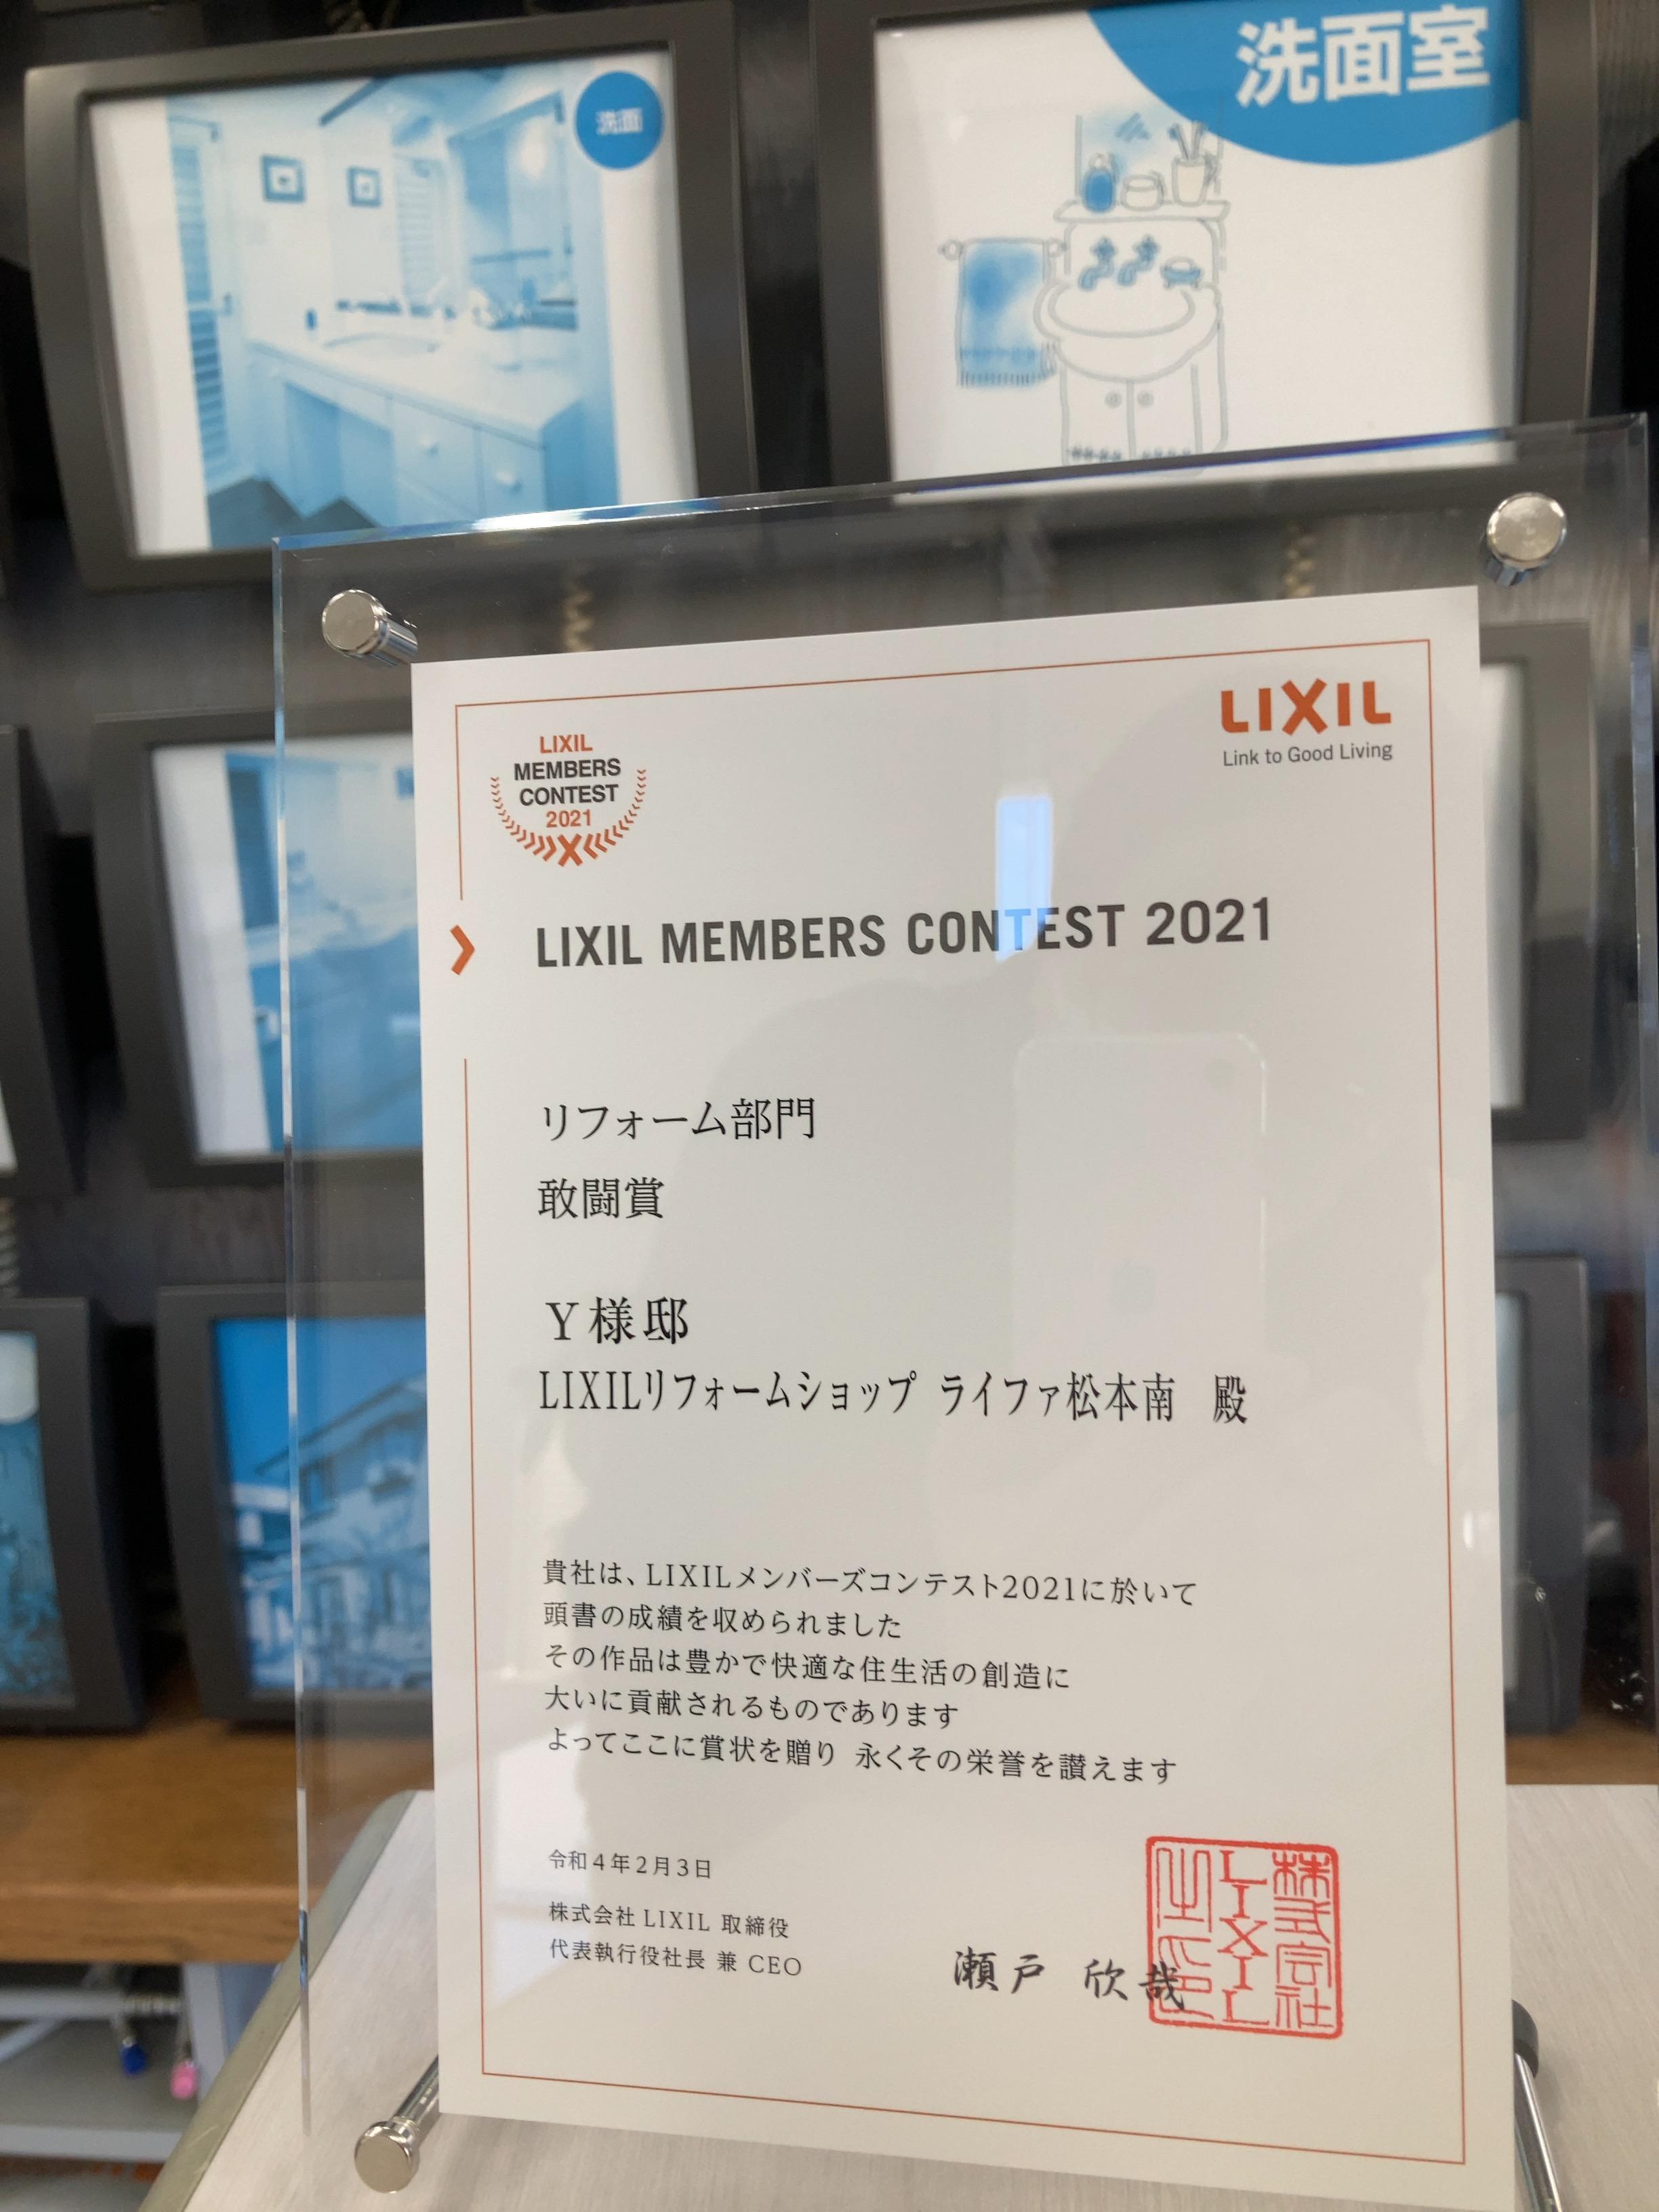 洗面
洗面室
LIXIL
Link to Good Living
LIXIL
MEMBERS
CONTEST
2021
LIXIL MEMBERS CONTEST 2021
リフォーム部門
敢闘賞
Y様邸
LIXILリフォームショップ ライファ松本南 殿
貴社は、LIXILメンバーズコンテスト2021に於いて
頭書の成績を収められました
その作品は豊かで快適な住生活の創造に
大いに貢献されるものであります
よってここに賞状を贈り 永くその栄誉を讃えます
令和4年2月3日
株式会社 LIXIL 取締役
代表執行役社長 兼 CEO
瀬戸 欣哉
株式会社
LIXIL
之印